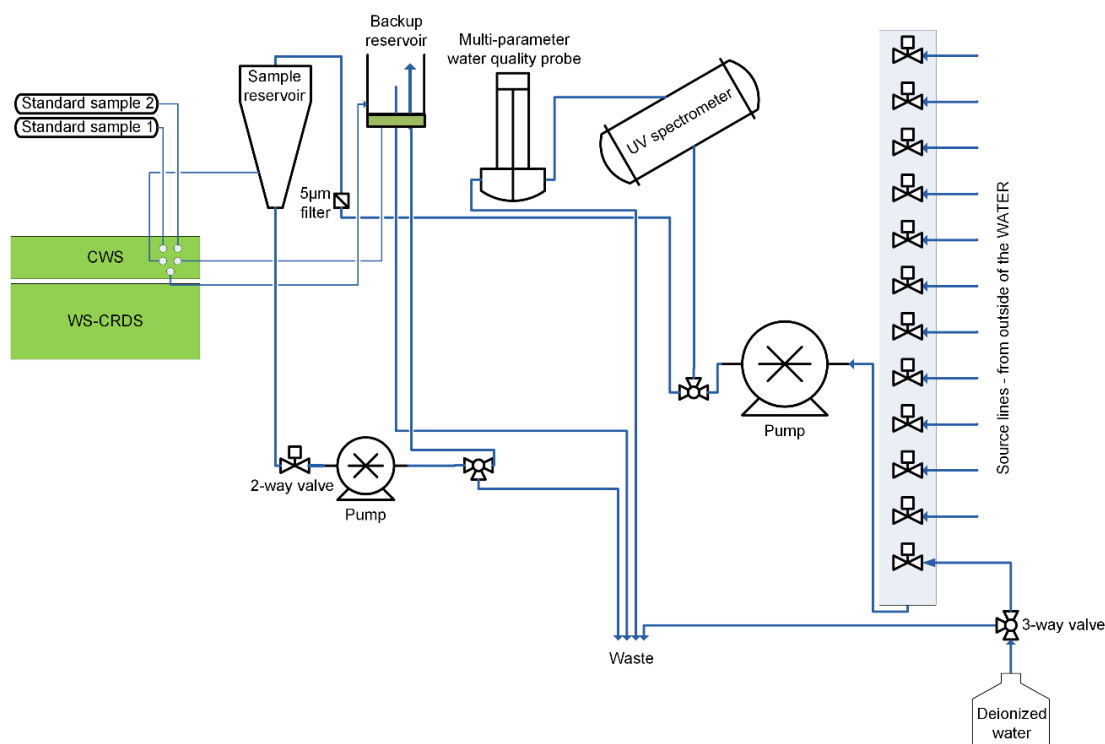 Backup
reservoir
Multi-parameter
water quality probe
Sample
reservoir
UV spectrometer
Standard sample 2
Standard sample 1
5µm
filter
CWS
WS-CRDS
Source lines - from outside of the WATER
Pump
2-way valve
Pump
3-way valve
Waste
Deionized
water